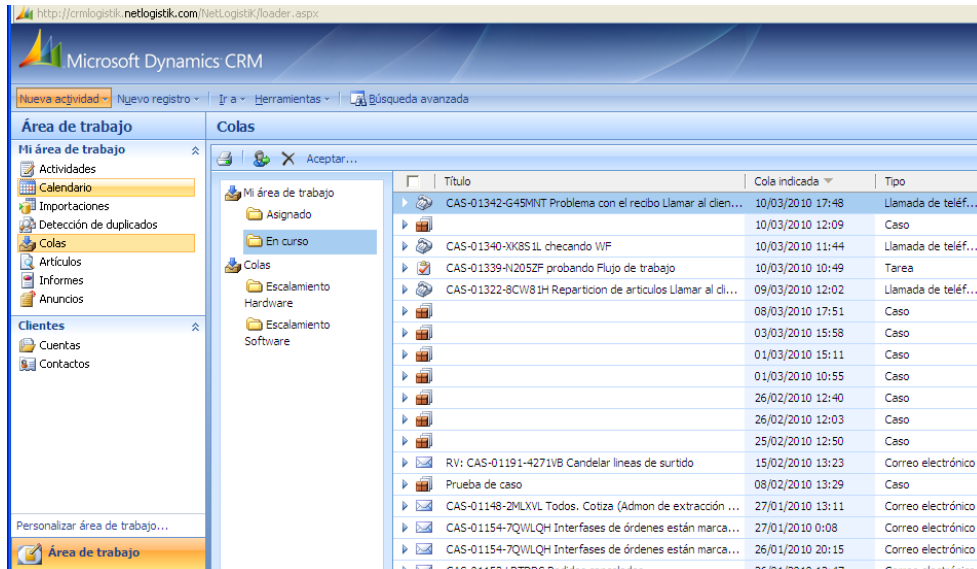 http://crmlogistik.netlogistik.com/NetLogistiK/loader.aspx
Microsoft Dynamics CRM
Nueva actividad Nuevo registro Ir a Herramientas Búsqueda avanzada
Área de trabajo
Mi área de trabajo
Actividades
Calendario
Importaciones
Detección de duplicados
Colas
Artículos
Informes
Anuncios
Clientes
Cuentas
Contactos
Personalizar área de trabajo...
Área de trabajo
Colas
Aceptar...
Mi área de trabajo
Asignado
En curso
Colas
Escalamiento
Hardware
Escalamiento
Software
Título Cola indicada Tipo
CAS-01342-G45MNT Problema con el recibo Llamar al dien... 10/03/2010 17:48 Llamada de teléf...
10/03/2010 12:09 Caso
CAS-01340-XK8S1L checando WF 10/03/2010 11:44 Llamada de teléf...
CAS-01339-N205ZF probando Flujo de trabajo 10/03/2010 10:49 Tarea
CAS-01322-8CW81H Reparticion de articulos Llamar al cli... 09/03/2010 12:02 Llamada de teléf...
08/03/2010 17:51 Caso
03/03/2010 15:58 Caso
01/03/2010 15:11 Caso
01/03/2010 10:55 Caso
26/02/2010 12:40 Caso
26/02/2010 12:03 Caso
25/02/2010 12:50 Caso
RV: CAS-01191-4271VB Candelar lineas de surtido 15/02/2010 13:23 Correo electrónico
Prueba de caso 08/02/2010 13:29 Caso
CAS-01148-2MLXVL Todos. Cotiza (Admon de extracción ... 27/01/2010 13:11 Correo electrónico
CAS-01154-7QWLQH Interfases de órdenes están marca... 27/01/2010 0:08 Correo electrónico
CAS-01154-7QWLQH Interfases de órdenes están marca... 26/01/2010 20:15 Correo electrónico